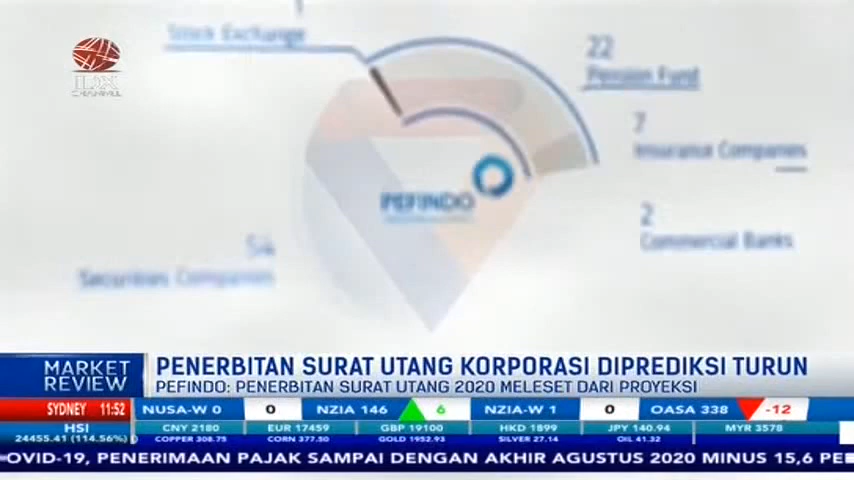 Stock Exchange
22
Pension Fund
7
Insurance Companies
PEFINDO
2
Commercial Banks
54
Securities Companies
IDX
CHANNEL
MARKET REVIEW
PENERBITAN SURAT UTANG KORPORASI DIPREDIKSI TURUN
PEFINDO: PENERBITAN SURAT UTANG 2020 MELESET DARI PROYEKSI
SYDNEY 11:52 NUSA-W 0 0 NZIA 146 6 NZIA-W 1 0 OASA 338 -12
HSI CNY 2180 EUR 17459 GBP 19100 HKD 1899 JPY 140.94 MYR 3578
24455.41 (114.56%) COPPER 308.75 CORN 377.50 GOLD 1952.93 SILVER 27.14 OIL 41.32
OVID-19, PENERIMAAN PAJAK SAMPAI DENGAN AKHIR AGUSTUS 2020 MINUS 15,6 PE